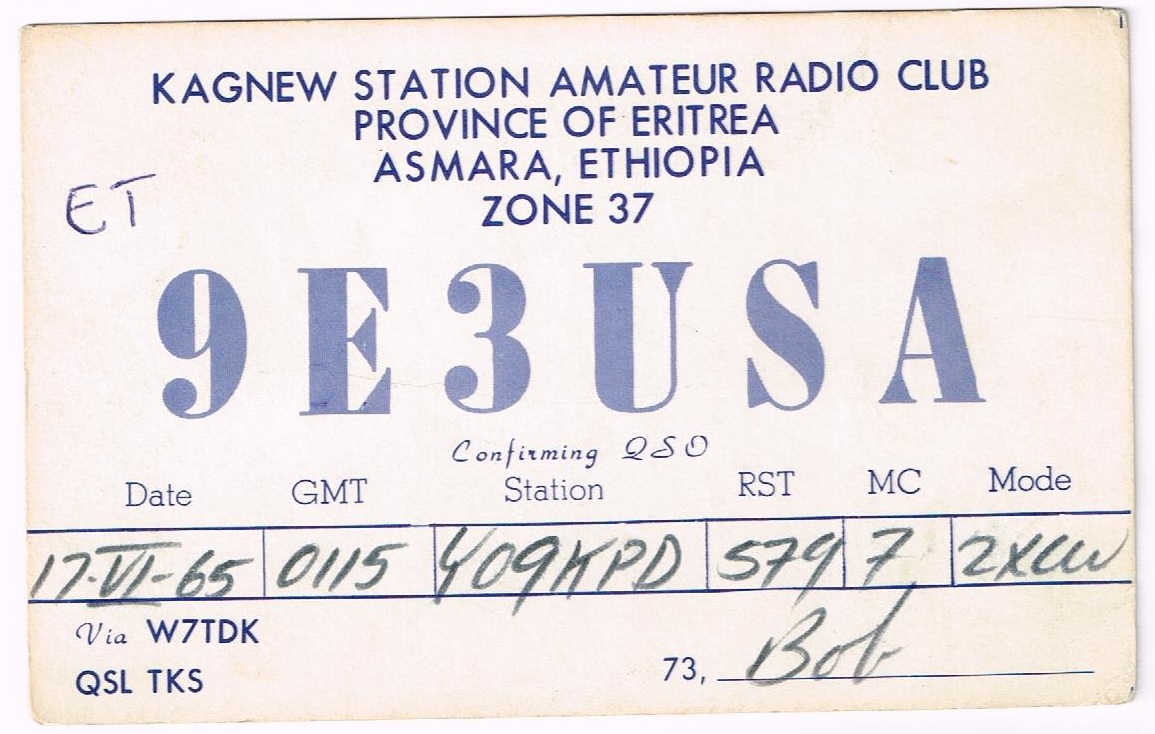 KAGNEW STATION AMATEUR RADIO CLUB
PROVINCE OF ERITREA
ASMARA, ETHIOPIA
ZONE 37
ET
9E3USA
Confirming QSO
Date GMT Station RST MC Mode
17-VI-65 0115 YO9KPD 579 7 2XCW
Via W7TDK
QSL TKS
73, Bob